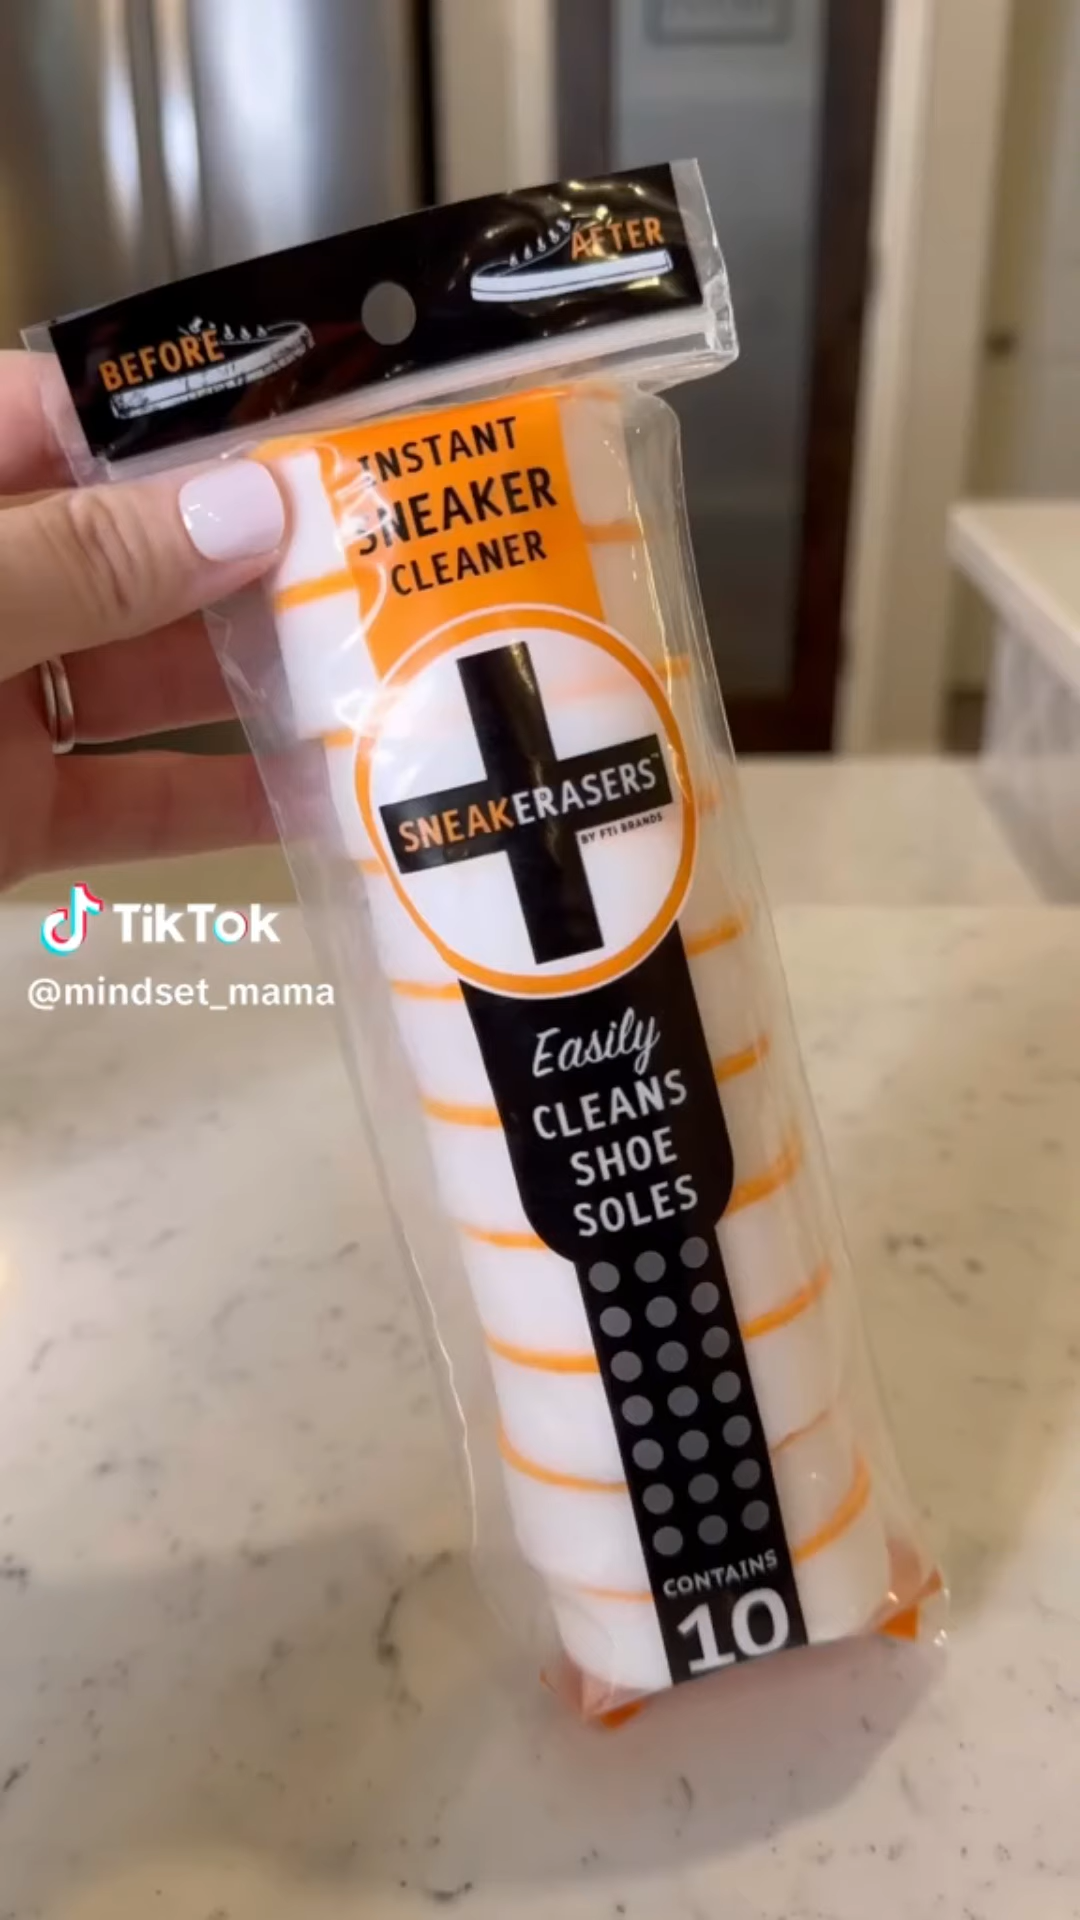 BEFORE
AFTER
INSTANT
SNEAKER
CLEANER
SNEAKERASERS™
BY FTI BRANDS
TikTok
@mindset_mama
Easily
CLEANS
SHOE
SOLES
CONTAINS
10